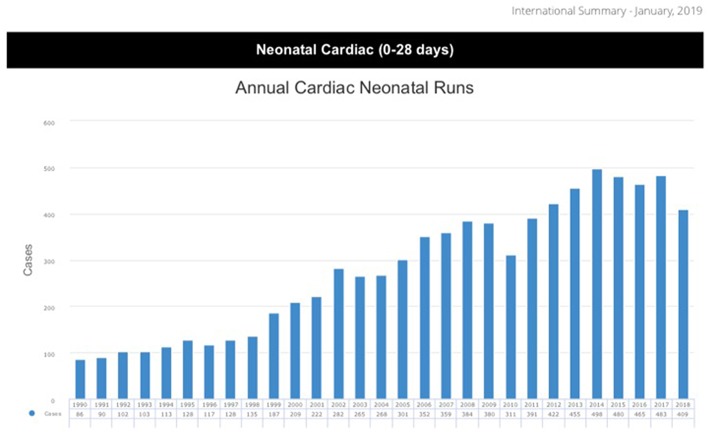 International Summary - January, 2019
Neonatal Cardiac (0-28 days)
Annual Cardiac Neonatal Runs
600
500
400
300
200
100
0
Cases
1990 1991 1992 1993 1994 1995 1996 1997 1998 1999 2000 2001 2002 2003 2004 2005 2006 2007 2008 2009 2010 2011 2012 2013 2014 2015 2016 2017 2018
Cases 86 90 102 103 113 128 117 128 135 187 209 222 282 265 268 301 352 359 384 380 311 391 422 455 498 480 465 483 409